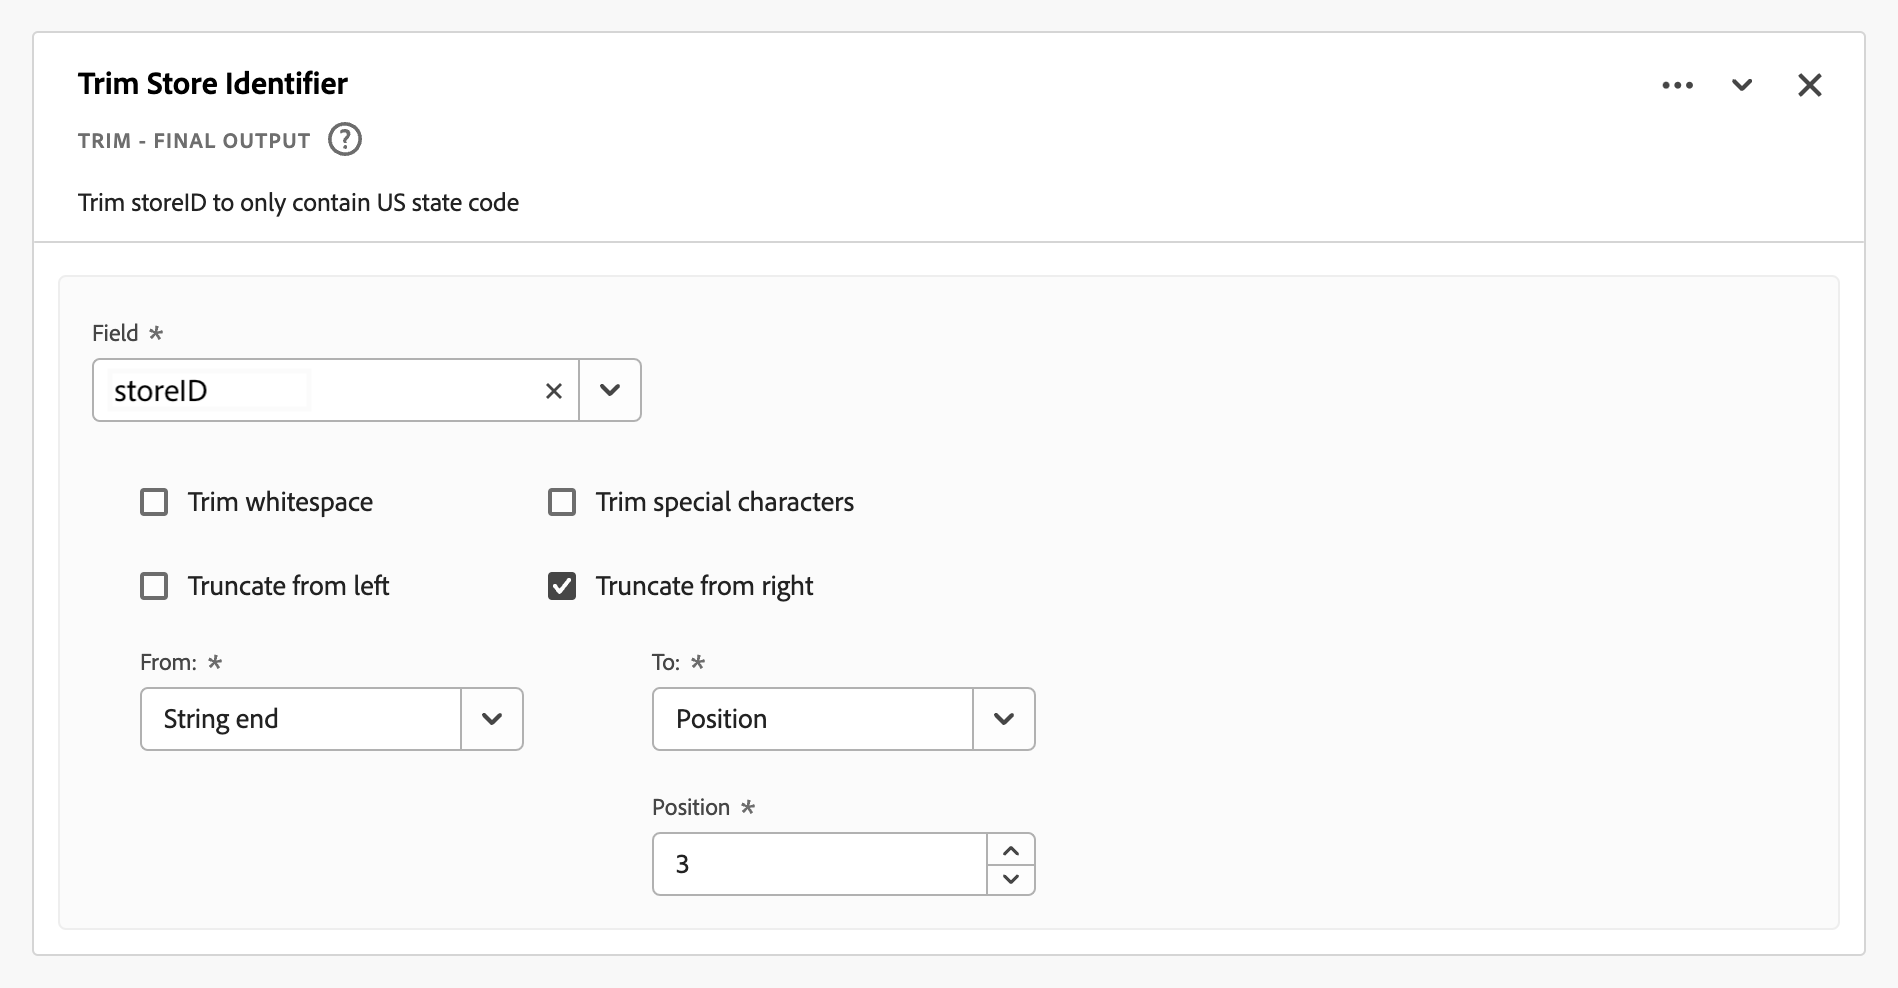 Trim Store Identifier
TRIM - FINAL OUTPUT ?
Trim storeID to only contain US state code
Field *
storeID
Trim whitespace Trim special characters
Truncate from left Truncate from right
From: * To: *
String end Position
Position *
3